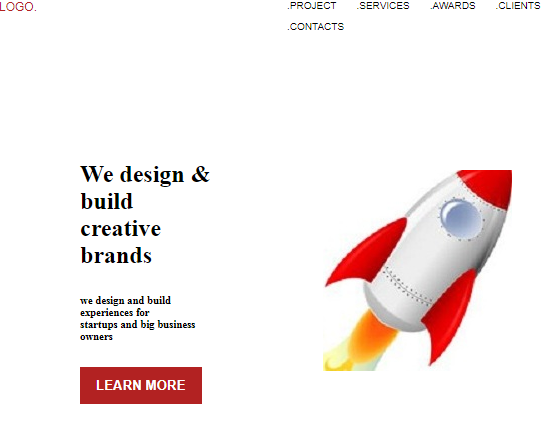 LOGO.
.PROJECT .SERVICES .AWARDS .CLIENTS
.CONTACTS
We design &
build
creative
brands
we design and build
experiences for
startups and big business
owners
LEARN MORE